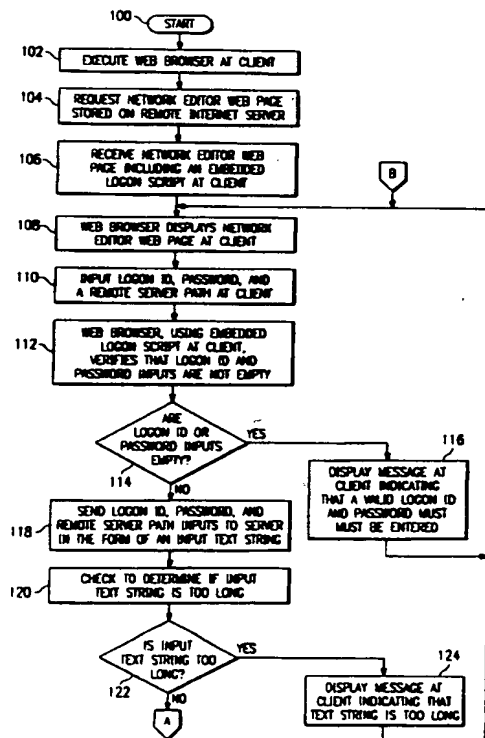 100
START
102
EXECUTE WEB BROWSER AT CLIENT
104
REQUEST NETWORK EDITOR WEB PAGE
STORED ON REMOTE INTERNET SERVER
106
RECEIVE NETWORK EDITOR WEB
PAGE INCLUDING AN EMBEDDED
LOGON SCRIPT AT CLIENT
B
108
WEB BROWSER DISPLAYS NETWORK
EDITOR WEB PAGE AT CLIENT
110
INPUT LOGON ID, PASSWORD, AND
A REMOTE SERVER PATH AT CLIENT
112
WEB BROWSER, USING EMBEDDED
LOGON SCRIPT AT CLIENT,
VERIFIES THAT LOGON ID AND
PASSWORD INPUTS ARE NOT EMPTY
ARE
LOGON ID OR
PASSWORD INPUTS
EMPTY?
114
YES
NO
116
DISPLAY MESSAGE AT
CLIENT INDICATING
THAT A VALID LOGON ID
AND PASSWORD MUST
MUST BE ENTERED
118
SEND LOGON ID, PASSWORD, AND
REMOTE SERVER PATH INPUTS TO SERVER
IN THE FORM OF AN INPUT TEXT STRING
120
CHECK TO DETERMINE IF INPUT
TEXT STRING IS TOO LONG
IS INPUT
TEXT STRING TOO
LONG?
122
YES
NO
124
DISPLAY MESSAGE AT
CLIENT INDICATING THAT
TEXT STRING IS TOO LONG
A